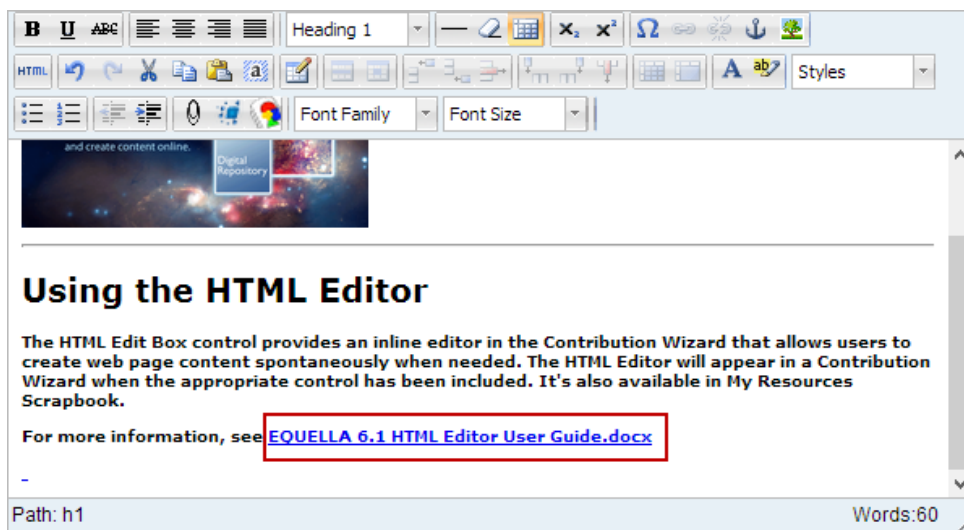 B U ABC Heading 1 x₂ x² Ω
HTML a A ab Styles
Font Family Font Size
and create content online.
Digital
Repository
Using the HTML Editor
The HTML Edit Box control provides an inline editor in the Contribution Wizard that allows users to
create web page content spontaneously when needed. The HTML Editor will appear in a Contribution
Wizard when the appropriate control has been included. It's also available in My Resources
Scrapbook.
For more information, see EQUELLA 6.1 HTML Editor User Guide.docx
Path: h1 Words:60